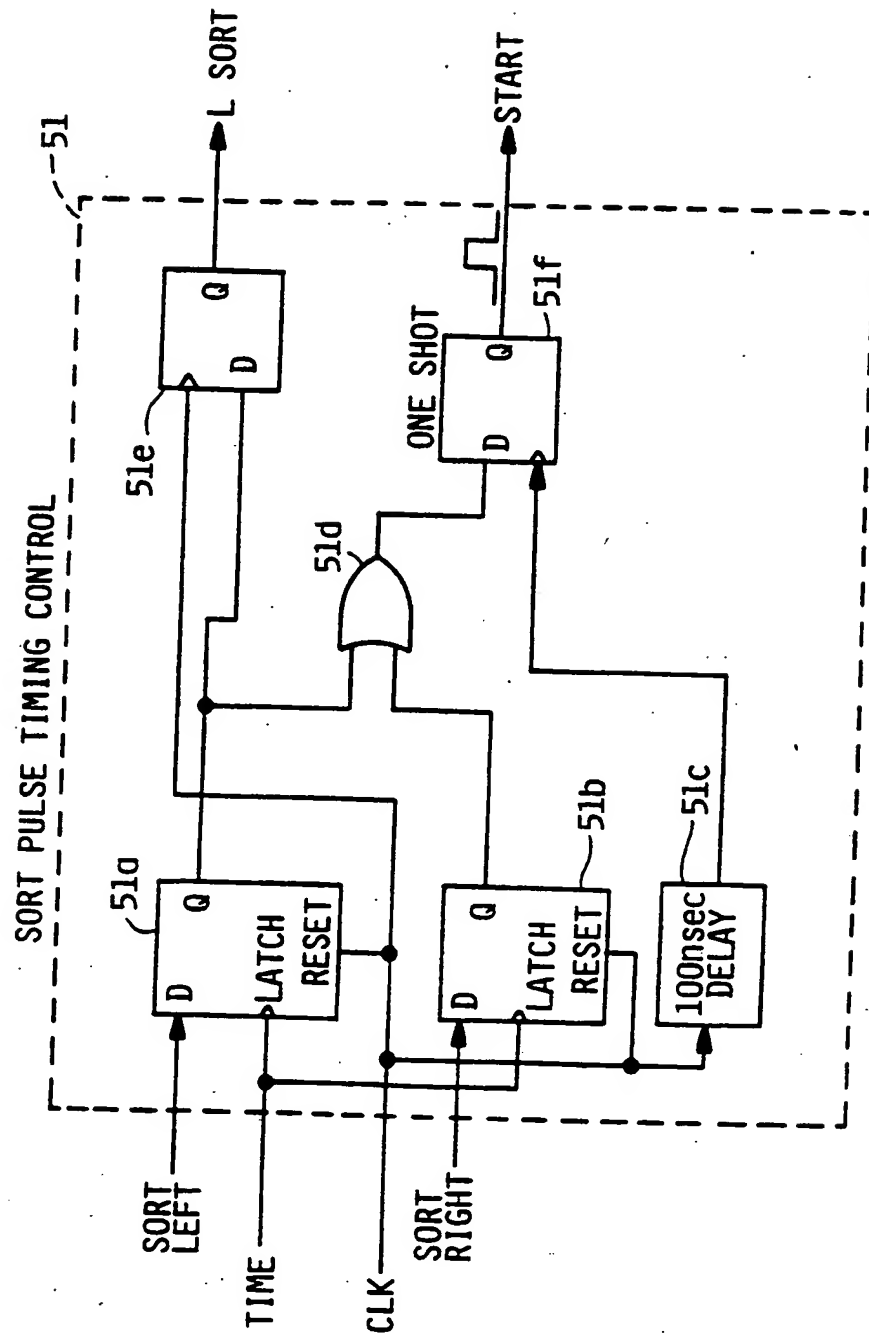 SORT PULSE TIMING CONTROL
51
SORT
LEFT
TIME
CLK
SORT
RIGHT
51a
D
Q
LATCH
RESET
51b
D
Q
LATCH
RESET
51c
100nsec
DELAY
51d
51e
Q
D
L SORT
ONE SHOT
D
Q
51f
START